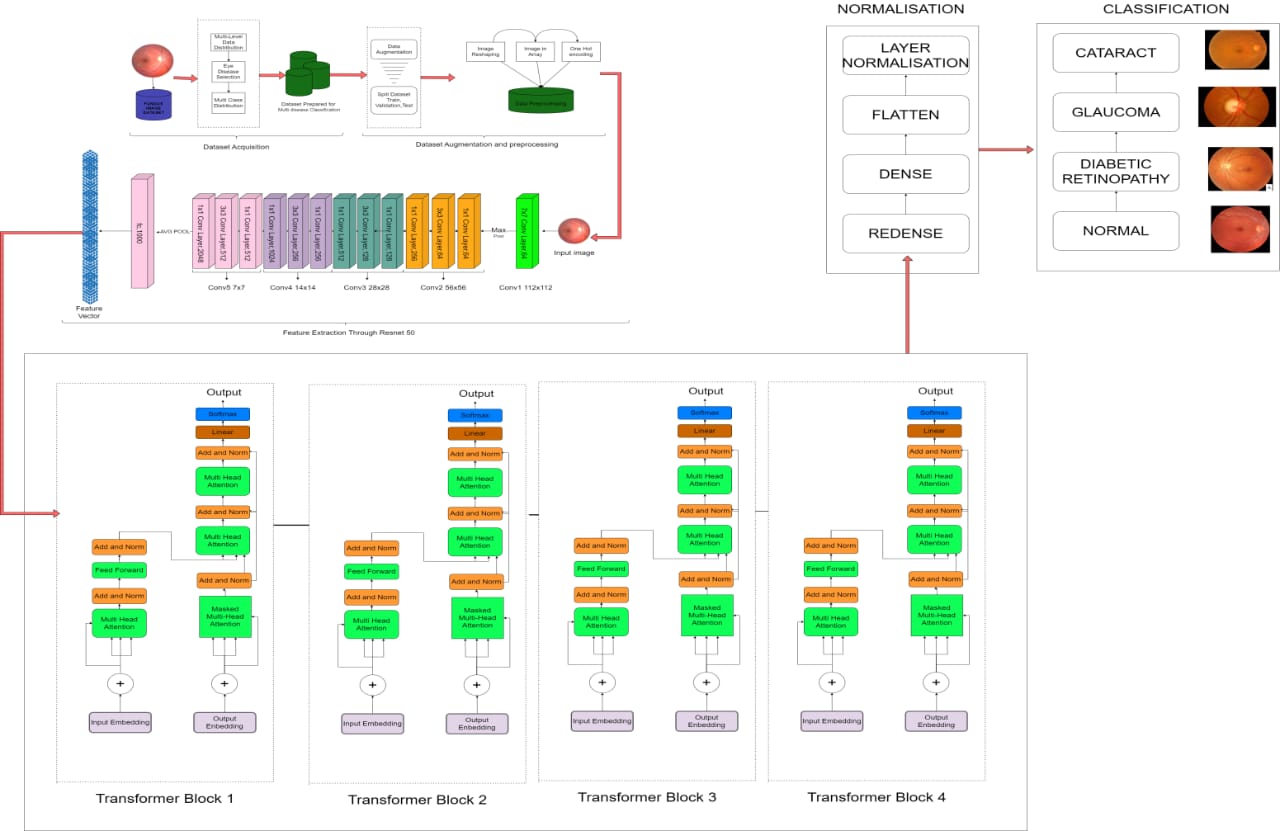 NORMALISATION
CLASSIFICATION
Multi-Level
Data
Distribution
Eye
Disease
Selection
Multi Class
Distribution
FUNDUS
IMAGE
DATASET
Dataset Prepared for
Multi-disease Classification
Data
Augmentation
Split Dataset
Train,
Validation,Test
Image
Reshaping
Image in
Array
One Hot
encoding
Data Preprocessing
Dataset Acquisition
Dataset Augmentation and preprocessing
LAYER
NORMALISATION
FLATTEN
DENSE
REDENSE
CATARACT
GLAUCOMA
DIABETIC
RETINOPATHY
NORMAL
fc.1000
AVG POOL
1x1 Conv Layer,2048
3x3 Conv Layer,512
1x1 Conv Layer,512
1x1 Conv Layer,1024
3x3 Conv Layer,256
1x1 Conv Layer,256
1x1 Conv Layer,512
3x3 Conv Layer,128
1x1 Conv Layer,128
1x1 Conv Layer,256
3x3 Conv Layer,64
1x1 Conv Layer,64
Max
Pool
7x7 Conv Layer,64
Input image
Conv5 7x7
Conv4 14x14
Conv3 28x28
Conv2 56x56
Conv1 112x112
Feature
Vector
Feature Extraction Through Resnet 50
Output
Softmax
Linear
Add and Norm
Multi Head
Attention
Add and Norm
Multi Head
Attention
Add and Norm
Masked
Multi-Head
Attention
+
Output
Embedding
Add and Norm
Feed Forward
Add and Norm
Multi Head
Attention
+
Input Embedding
Transformer Block 1
Output
Softmax
Linear
Add and Norm
Multi Head
Attention
Add and Norm
Multi Head
Attention
Add and Norm
Masked
Multi-Head
Attention
+
Output
Enbedding
Add and Norm
Feed Forward
Add and Norm
Multi Head
Attention
+
Input Embedding
Transformer Block 2
Output
Softmax
Linear
Add and Norm
Multi Head
Attention
Add and Norm
Multi Head
Attention
Add and Norm
Masked
Multi-Head
Attention
+
Output
Enbedding
Add and Norm
Feed Forward
Add and Norm
Multi Head
Attention
+
Input Embedding
Transformer Block 3
Output
Softmax
Linear
Add and Norm
Multi Head
Attention
Add and Norm
Multi Head
Attention
Add and Norm
Masked
Multi-Head
Attention
+
Output
Enbedding
Add and Norm
Feed Forward
Add and Norm
Multi Head
Attention
+
Input Embedding
Transformer Block 4